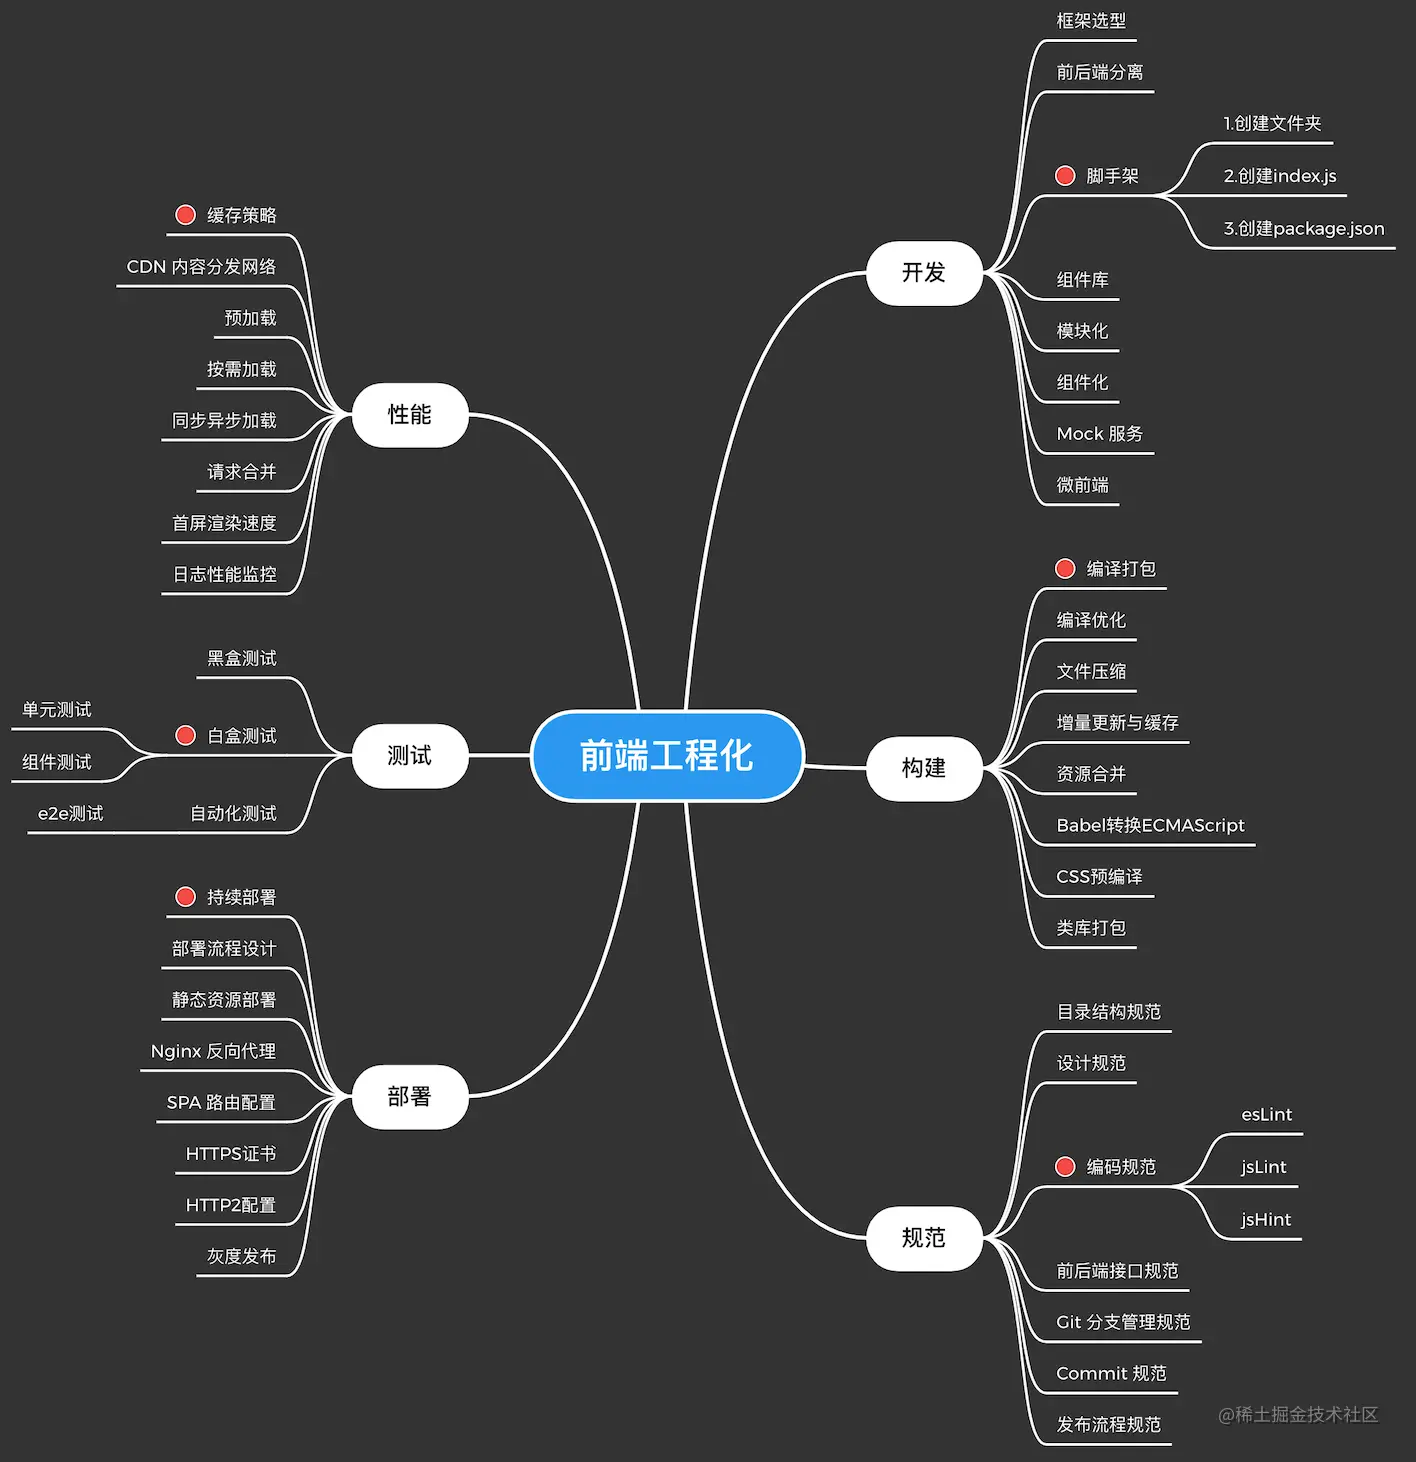 前端工程化
开发
框架选型
前后端分离
脚手架
1.创建文件夹
2.创建index.js
3.创建package.json
组件库
模块化
组件化
Mock 服务
微前端
构建
编译打包
编译优化
文件压缩
增量更新与缓存
资源合并
Babel转换ECMAScript
CSS预编译
类库打包
规范
目录结构规范
设计规范
编码规范
esLint
jsLint
jsHint
前后端接口规范
Git 分支管理规范
Commit 规范
发布流程规范
性能
缓存策略
CDN 内容分发网络
预加载
按需加载
同步异步加载
请求合并
首屏渲染速度
日志性能监控
测试
黑盒测试
白盒测试
单元测试
组件测试
自动化测试
e2e测试
部署
持续部署
部署流程设计
静态资源部署
Nginx 反向代理
SPA 路由配置
HTTPS证书
HTTP2配置
灰度发布
@稀土掘金技术社区